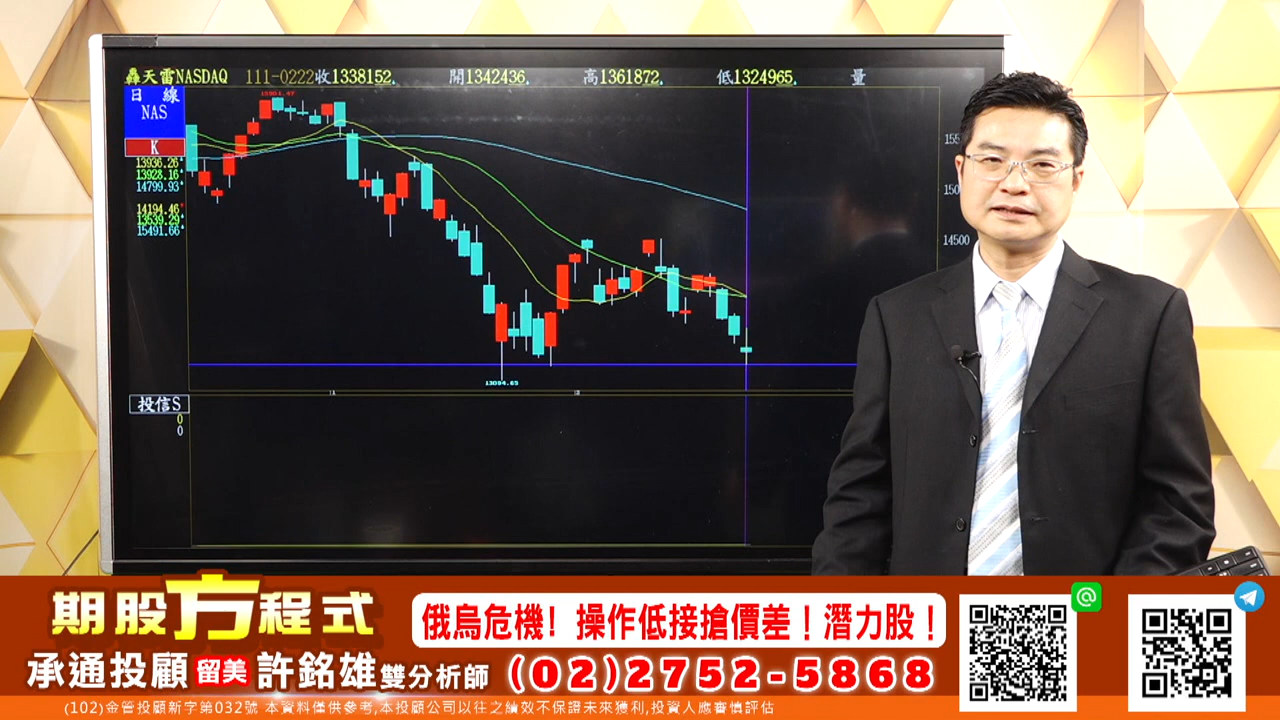 轟天雷NASDAQ 111-0222收1338152 開1342436 高1361872 低1324965 量
日 線
NAS
K
13936.26
13928.16
14799.93
14194.46
13539.29
15491.66
14500
13094.65
投信S
0
0
期股方程式
俄烏危機! 操作低接搶價差!潛力股!
承通投顧 留美 許銘雄 雙分析師 (02)2752-5868
(102)金管投顧新字第032號 本資料僅供參考,本投顧公司以往之績效不保證未來獲利,投資人應審慎評估